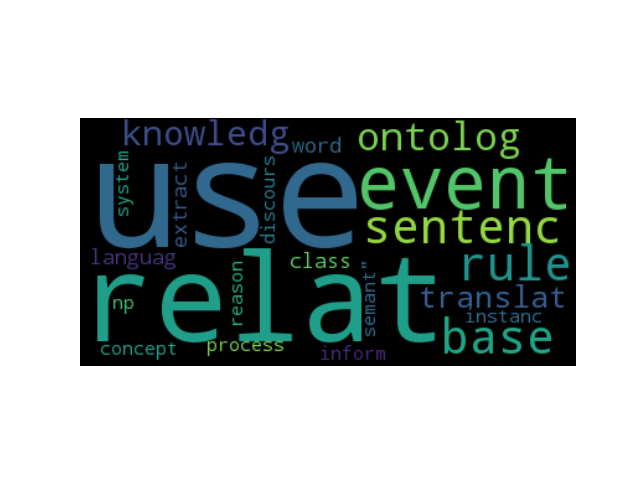 knowledg
word
ontolog
system
extract
use
discours
event
sentenc
languag
relat
class
rule
np
reason
semant"
translat
instanc
base
concept
process
inform